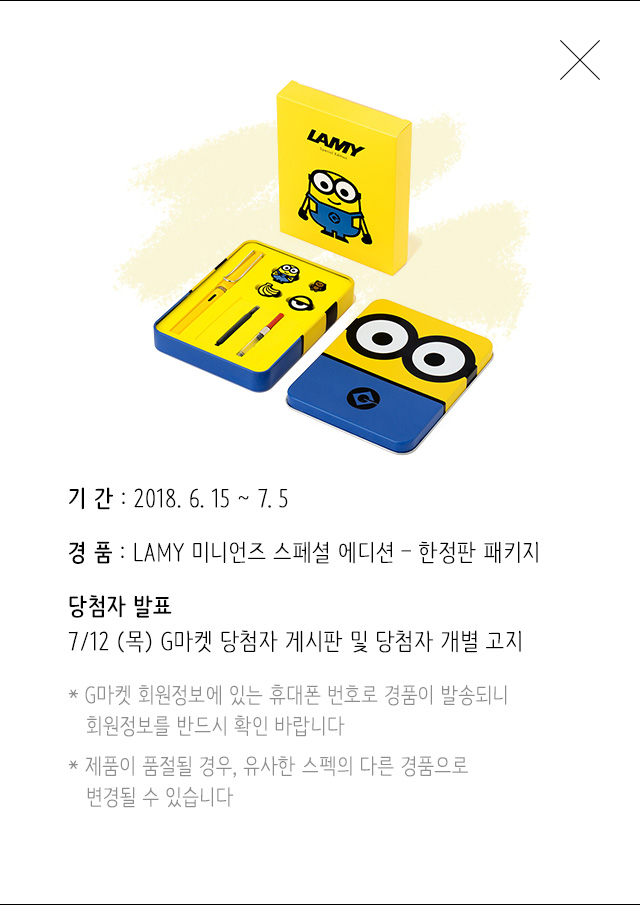 LAMY
Special Edition
기 간 : 2018. 6. 15 ~ 7. 5
경 품 : LAMY 미니언즈 스페셜 에디션 – 한정판 패키지
당첨자 발표
7/12 (목) G마켓 당첨자 게시판 및 당첨자 개별 고지
* G마켓 회원정보에 있는 휴대폰 번호로 경품이 발송되니
회원정보를 반드시 확인 바랍니다
* 제품이 품절될 경우, 유사한 스펙의 다른 경품으로
변경될 수 있습니다